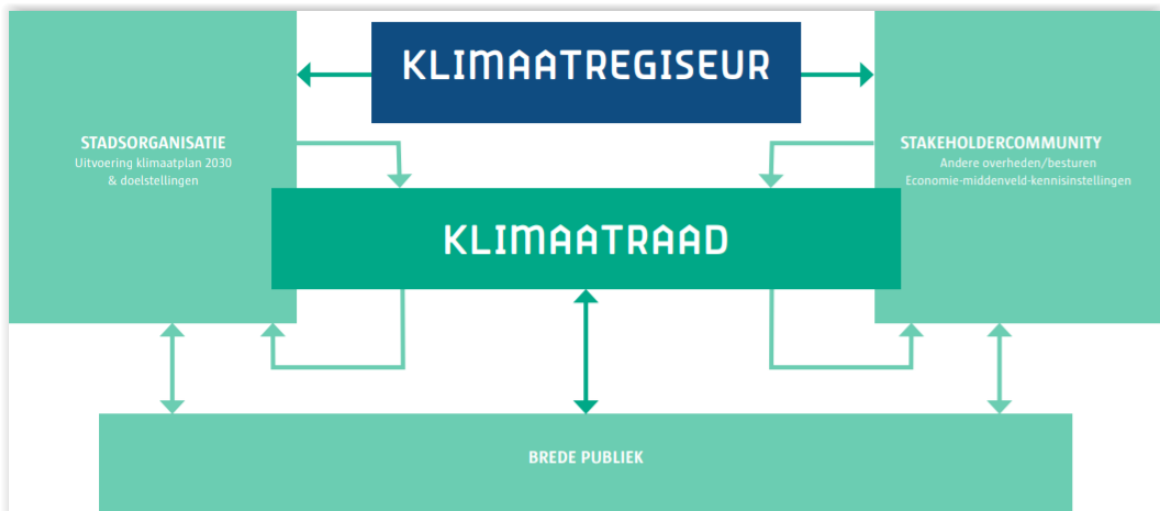 KLIMAATREGISEUR
STADSORGANISATIE
Uitvoering klimaatplan 2030
& doelstellingen
STAKEHOLDERCOMMUNITY
Andere overheden/besturen
Economie-middenveld-kennisinstellingen
KLIMAATRAAD
BREDE PUBLIEK